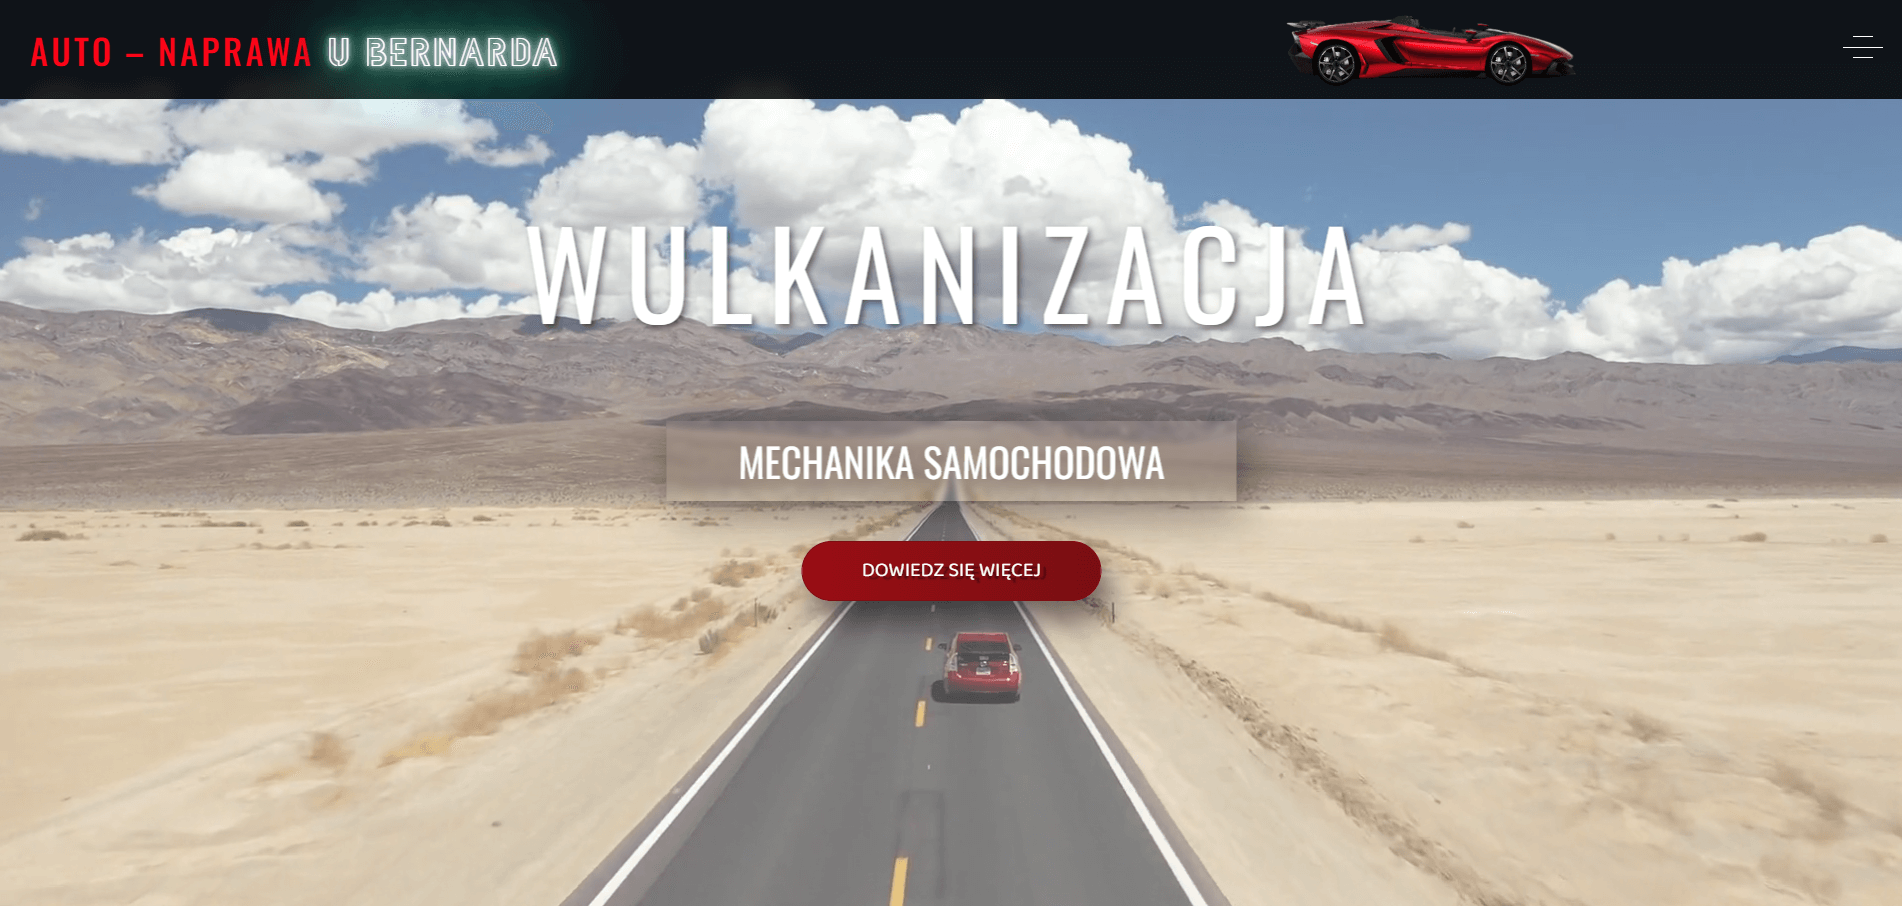 AUTO – NAPRAWA U BERNARDA
WULKANIZACJA
MECHANIKA SAMOCHODOWA
DOWIEDZ SIĘ WIĘCEJ